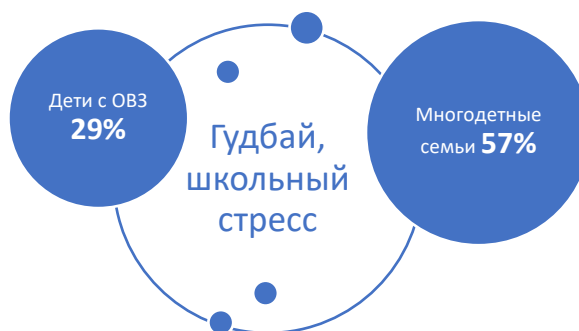 Дети с ОВЗ
29%
Гудбай,
школьный
стресс
Многодетные
семьи 57%